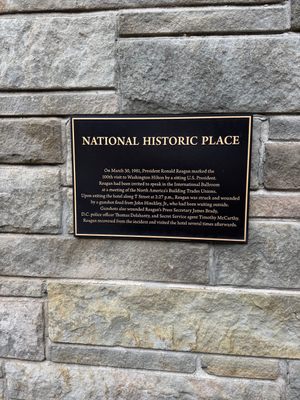 NATIONAL HISTORIC PLACE
On March 30, 1981, President Ronald Reagan marked the
100th visit to Washington Hilton by a sitting U.S. President.
Reagan had been invited to speak in the International Ballroom
at a meeting of the North America's Building Trades Unions.
Upon exiting the hotel along T Street at 2:27 p.m., Reagan was struck and wounded
by a gunshot fired from John Hinckley, Jr., who had been waiting outside.
Gunshots also wounded Reagan's Press Secretary James Brady,
D.C. police officer Thomas Delahanty, and Secret Service agent Timothy McCarthy.
Reagan recovered from the incident and visited the hotel several times afterwards.